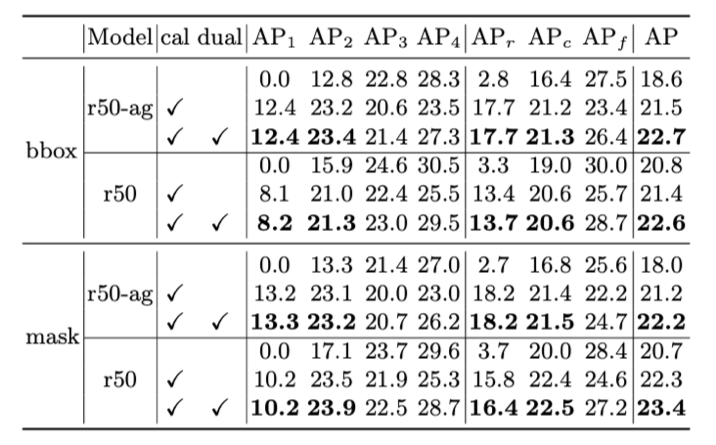 Model cal dual AP1 AP2 AP3 AP4 APr APc APf AP
0.0 12.8 22.8 28.3 2.8 16.4 27.5 18.6
r50-ag ✓ 12.4 23.2 20.6 23.5 17.7 21.2 23.4 21.5
✓ ✓ 12.4 23.4 21.4 27.3 17.7 21.3 26.4 22.7
bbox
0.0 15.9 24.6 30.5 3.3 19.0 30.0 20.8
r50 ✓ 8.1 21.0 22.4 25.5 13.4 20.6 25.7 21.4
✓ ✓ 8.2 21.3 23.0 29.5 13.7 20.6 28.7 22.6
0.0 13.3 21.4 27.0 2.7 16.8 25.6 18.0
r50-ag ✓ 13.2 23.1 20.0 23.0 18.2 21.4 22.2 21.2
✓ ✓ 13.3 23.2 20.7 26.2 18.2 21.5 24.7 22.2
mask
0.0 17.1 23.7 29.6 3.7 20.0 28.4 20.7
r50 ✓ 10.2 23.5 21.9 25.3 15.8 22.4 24.6 22.3
✓ ✓ 10.2 23.9 22.5 28.7 16.4 22.5 27.2 23.4